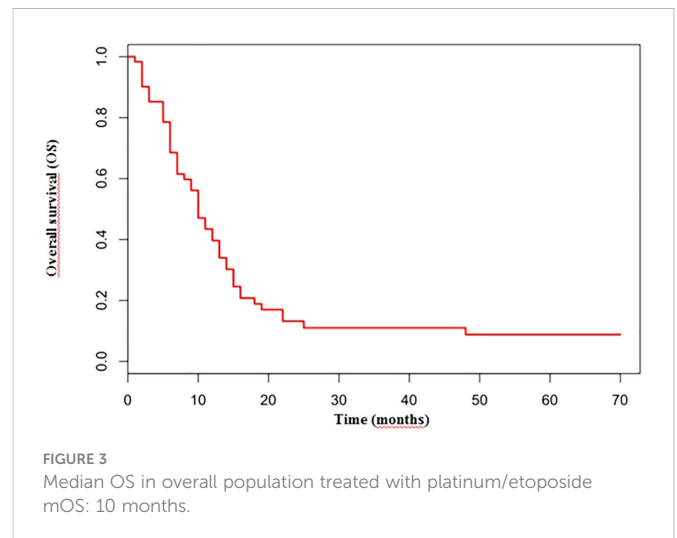 1.0
0.8
0.6
0.4
0.2
0.0
Overall survival (OS)
0 10 20 30 40 50 60 70
Time (months)
FIGURE 3
Median OS in overall population treated with platinum/etoposide
mOS: 10 months.